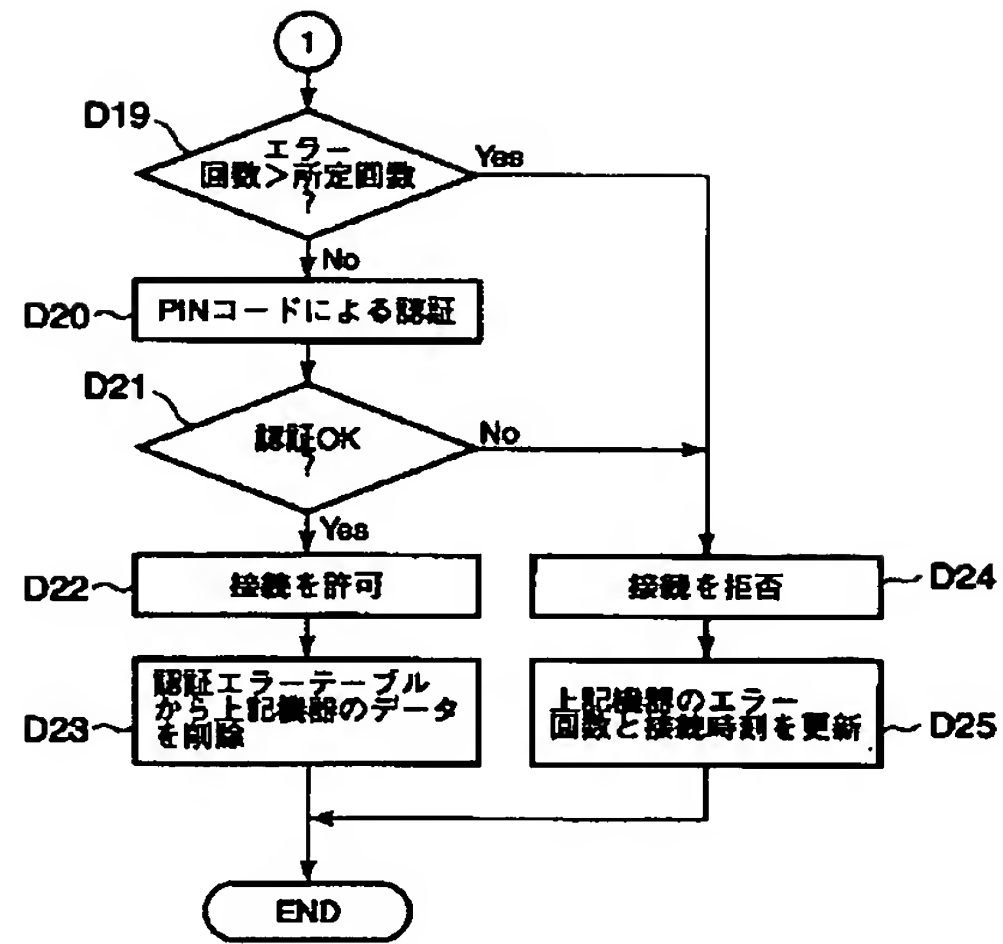 1
D19
エラー
回数＞所定回数
?
Yes
No
D20
PINコードによる認証
D21
認証OK
?
No
Yes
D22
接続を許可
接続を拒否
D24
D23
認証エラーテーブル
から上記機器のデータ
を削除
上記機器のエラー
回数と接続時刻を更新
D25
END